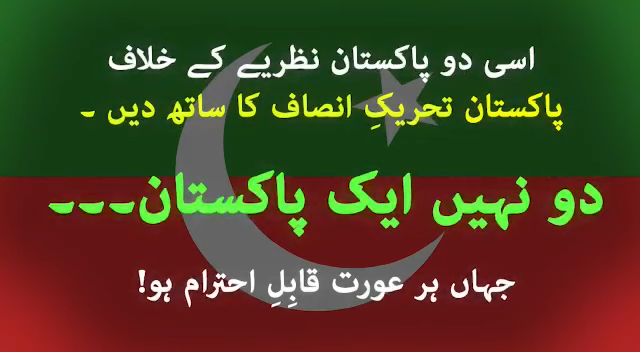 اسی دو پاکستان نظریے کے خلاف
پاکستان تحریکِ انصاف کا ساتھ دیں ۔
دو نہیں ایک پاکستان۔۔۔
جہاں ہر عورت قابِلِ احترام ہو!